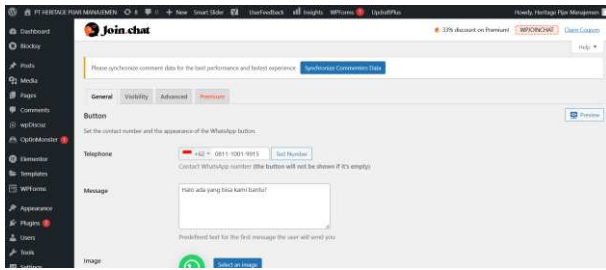 PT HERITAGE PIJAR MANAJEMEN 8 0 + New Smart Slider UserFeedback Insights WPForms UpdraftPlus Howdy, Heritage Pijar Manajemen
Dashboard
Blocksy
Posts
Media
Pages
Comments
wpDiscuz
OptinMonster
Elementor
Templates
WPForms
Appearance
Plugins
Users
Tools
Settings
Join.chat
33% discount on Premium! WPJOINCHAT Claim Coupon
Help
Please synchronize comment data for the best performance and fastest experience Synchronize Commenters Data
General Visibility Advanced Premium
Button
Preview
Set the contact number and the appearance of the WhatsApp button.
Telephone
+62 0811-1001-9915 Test Number
Contact WhatsApp number (the button will not be shown if it's empty)
Message
Halo ada yang bisa kami bantu?
Predefined text for the first message the user will send you
Image
Select an image